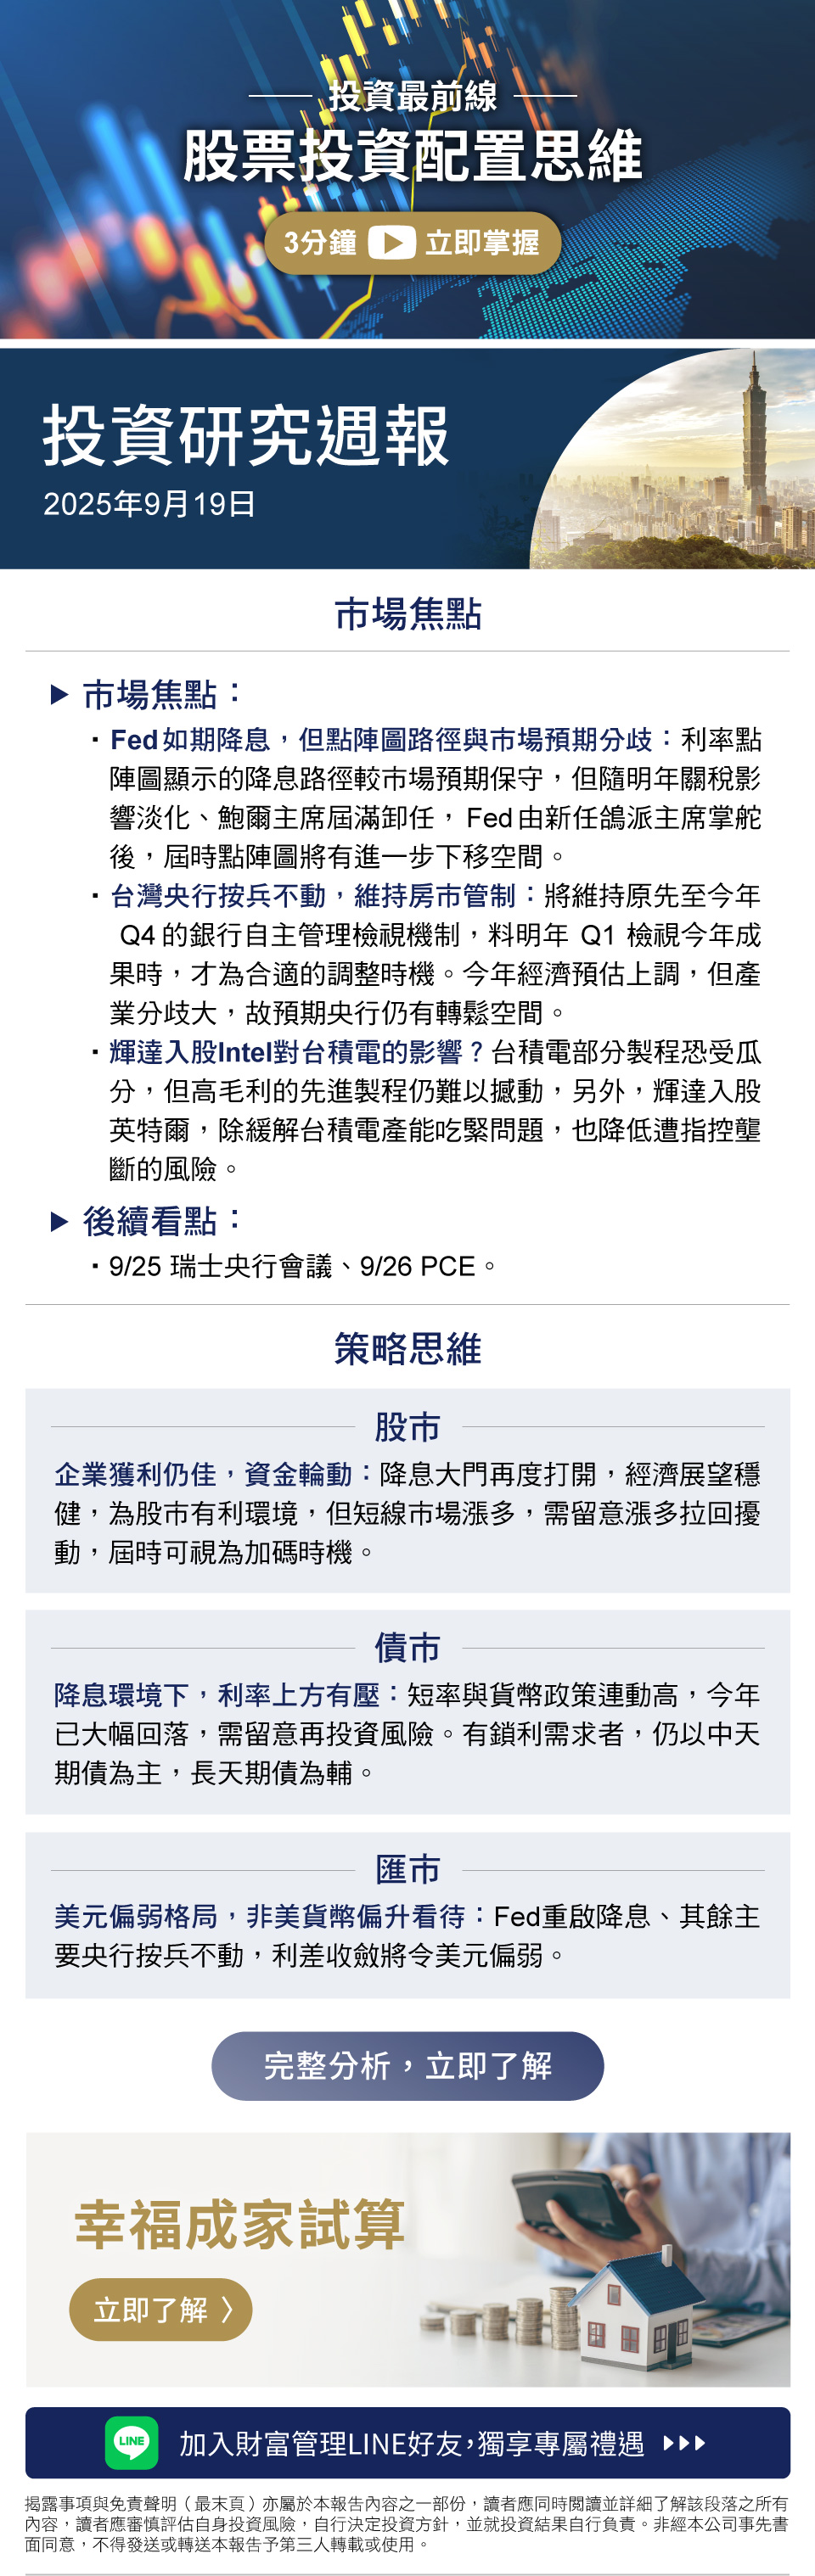 投資最前線
股票投資配置思維
3分鐘 立即掌握
投資研究週報
2025年9月19日
市場焦點
市場焦點：
・Fed如期降息，但點陣圖路徑與市場預期分歧：利率點
陣圖顯示的降息路徑較市場預期保守，但隨明年關稅影
響淡化、鮑爾主席屆滿卸任，Fed由新任鴿派主席掌舵
後，屆時點陣圖將有進一步下移空間。
・台灣央行按兵不動，維持房市管制：將維持原先至今年
Q4的銀行自主管理檢視機制，料明年 Q1 檢視今年成
果時，才為合適的調整時機。今年經濟預估上調，但產
業分歧大，故預期央行仍有轉鬆空間。
・輝達入股Intel對台積電的影響？台積電部分製程恐受瓜
分，但高毛利的先進製程仍難以撼動，另外，輝達入股
英特爾，除緩解台積電產能吃緊問題，也降低遭指控壟
斷的風險。
後續看點：
・9/25 瑞士央行會議、9/26 PCE。
策略思維
股市
企業獲利仍佳，資金輪動：降息大門再度打開，經濟展望穩
健，為股市有利環境，但短線市場漲多，需留意漲多拉回擾
動，屆時可視為加碼時機。
債市
降息環境下，利率上方有壓：短率與貨幣政策連動高，今年
已大幅回落，需留意再投資風險。有鎖利需求者，仍以中天
期債為主，長天期債為輔。
匯市
美元偏弱格局，非美貨幣偏升看待：Fed重啟降息、其餘主
要央行按兵不動，利差收斂將令美元偏弱。
完整分析，立即了解
幸福成家試算
立即了解 〉
LINE 加入財富管理LINE好友，獨享專屬禮遇
揭露事項與免責聲明（最末頁）亦屬於本報告內容之一部份，讀者應同時閱讀並詳細了解該段落之所有
內容，讀者應審慎評估自身投資風險，自行決定投資方針，並就投資結果自行負責。非經本公司事先書
面同意，不得發送或轉送本報告予第三人轉載或使用。